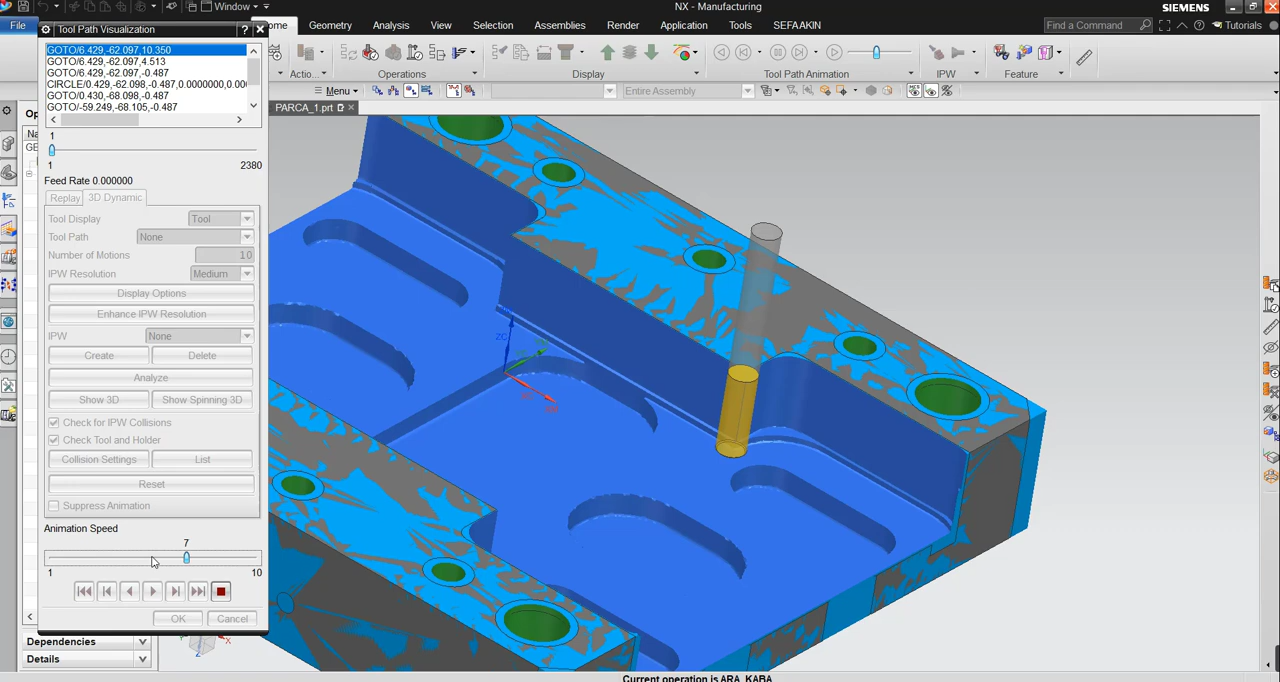 Window
NX - Manufacturing
SIEMENS
File
ome
Geometry
Analysis
View
Selection
Assemblies
Render
Application
Tools
SEFAAKIN
Find a Command
Tutorials
Tool Path Visualization
? ×
Actio...
Operations
Display
Tool Path Animation
IPW
Feature
Menu
Entire Assembly
PARCA_1.prt
GOTO/6.429,-62.097,10.350
GOTO/6.429,-62.097,4.513
GOTO/6.429,-62.097,-0.487
CIRCLE/0.429,-62.098,-0.487,0.0000000,0.00
GOTO/0.430,-68.098,-0.487
GOTO/-59.249,-68.105,-0.487
Op
Na
GE
1
1
2380
Feed Rate 0.000000
Replay
3D Dynamic
Tool Display
Tool
Tool Path
None
Number of Motions
10
IPW Resolution
Medium
Display Options
Enhance IPW Resolution
IPW
None
Create
Delete
Analyze
Show 3D
Show Spinning 3D
Check for IPW Collisions
Check Tool and Holder
Collision Settings
List
Reset
Suppress Animation
Animation Speed
7
1
10
OK
Cancel
Dependencies
Details
ZC
X
Z
Current operation is ARA_KABA